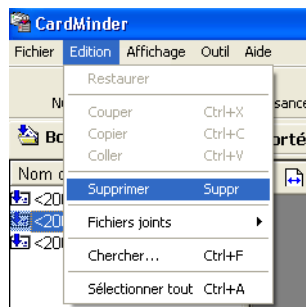 CardMinder
Fichier Edition Affichage Outil Aide
Restaurer
Couper Ctrl+X
Copier Ctrl+C
Coller Ctrl+V
Supprimer Suppr
Nom
Fichiers joints
Chercher... Ctrl+F
Sélectionner tout Ctrl+A